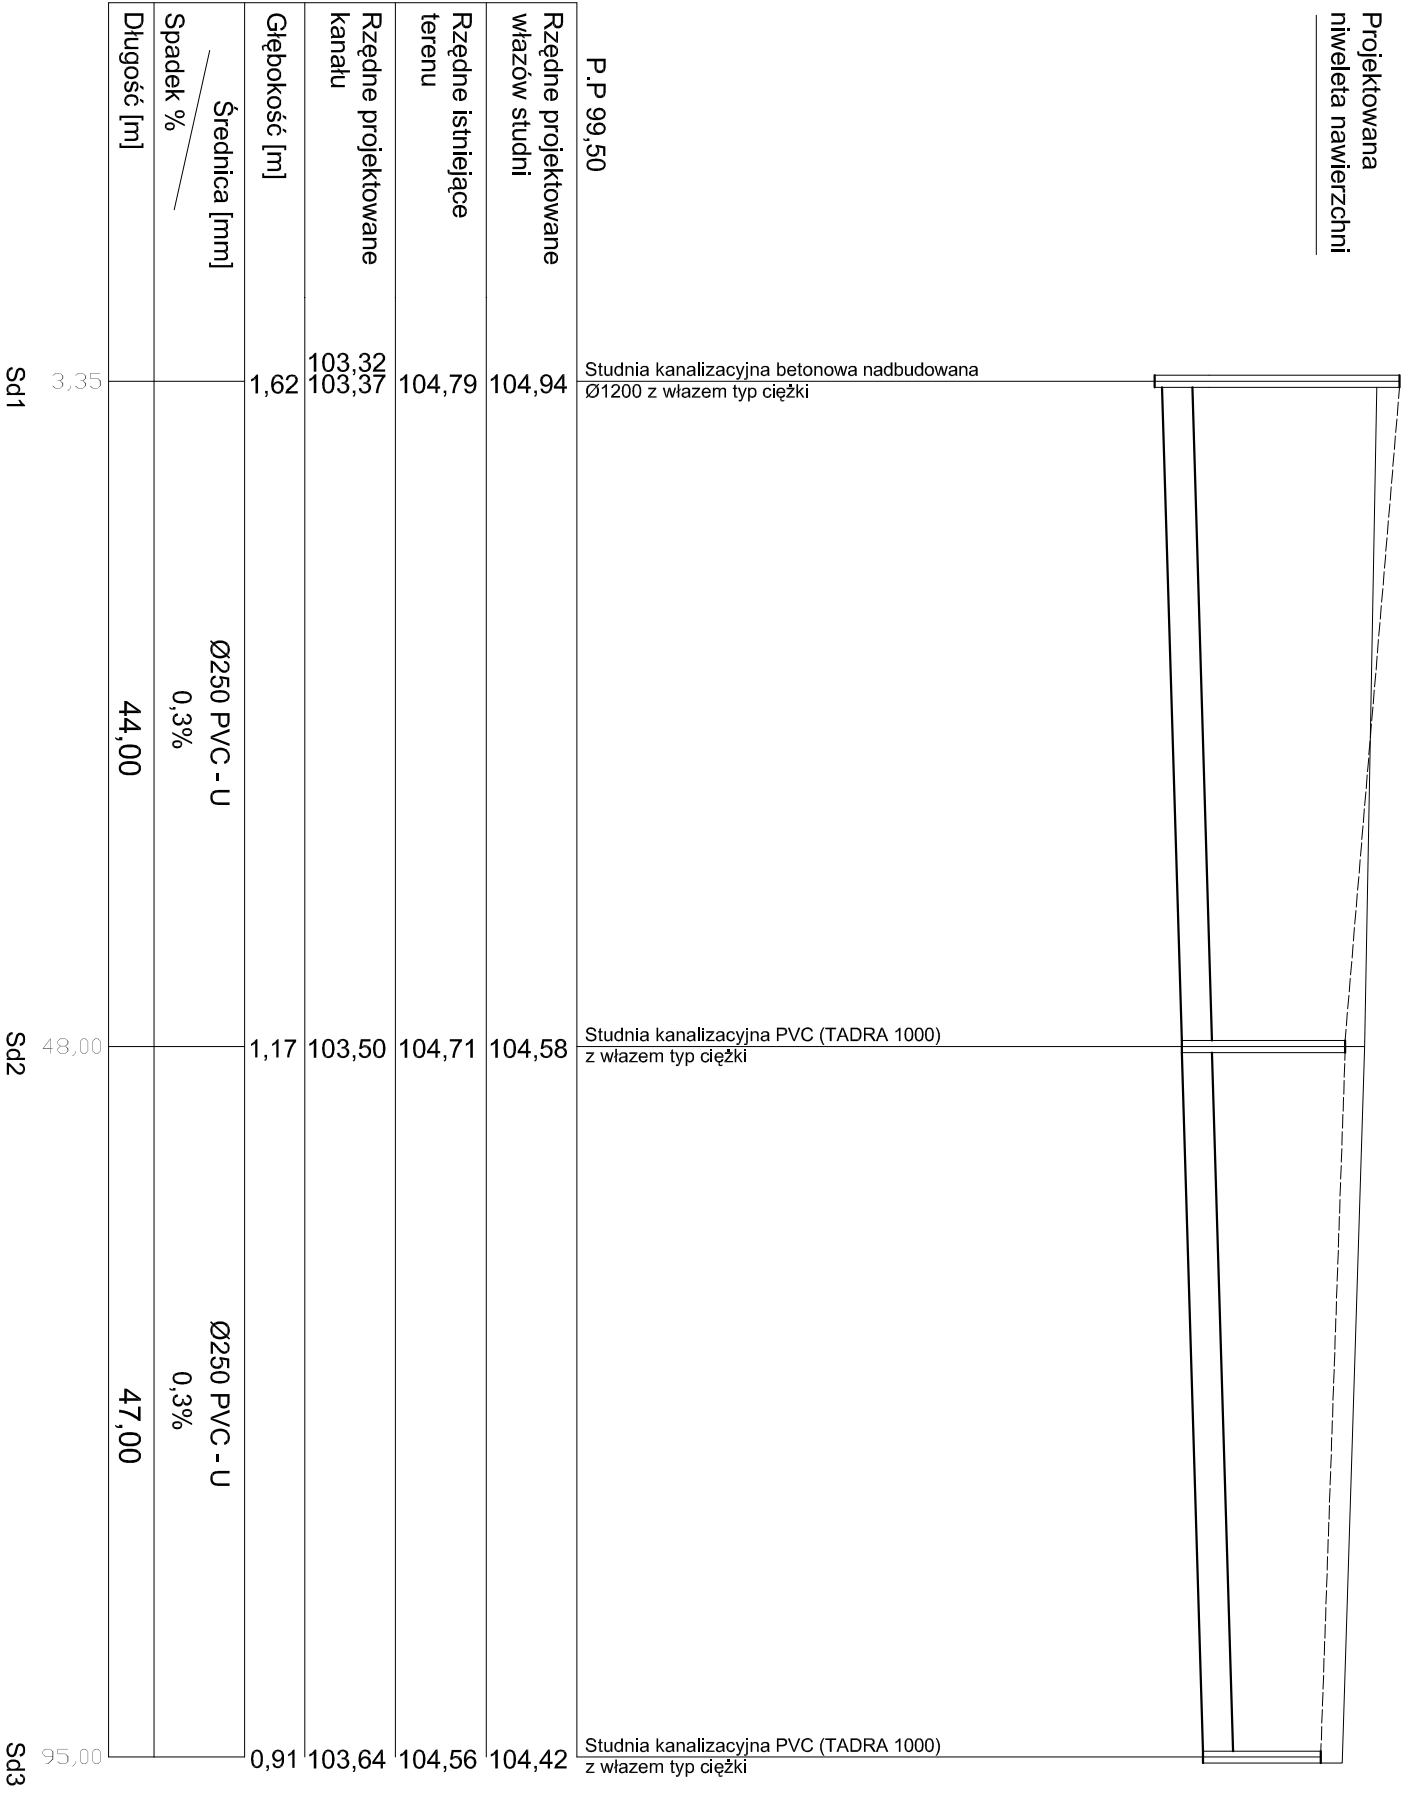 Projektowana
niweleta nawierzchni
P.P 99,50
Studnia kanalizacyjna betonowa nadbudowana
Ø1200 z włazem typ ciężki
Studnia kanalizacyjna PVC (TADRA 1000)
z włazem typ ciężki
Studnia kanalizacyjna PVC (TADRA 1000)
z włazem typ ciężki
Rzędne projektowane
włazów studni
104,94
104,58
104,42
Rzędne istniejące
terenu
104,79
104,71
104,56
Rzędne projektowane
kanału
103,32
103,37
103,50
103,64
Głębokość [m]
1,62
1,17
0,91
Średnica [mm]
Spadek %
Ø250 PVC - U
0,3%
Ø250 PVC - U
0,3%
Długość [m]
44,00
47,00
3,35
48,00
95,00
Sd1
Sd2
Sd3